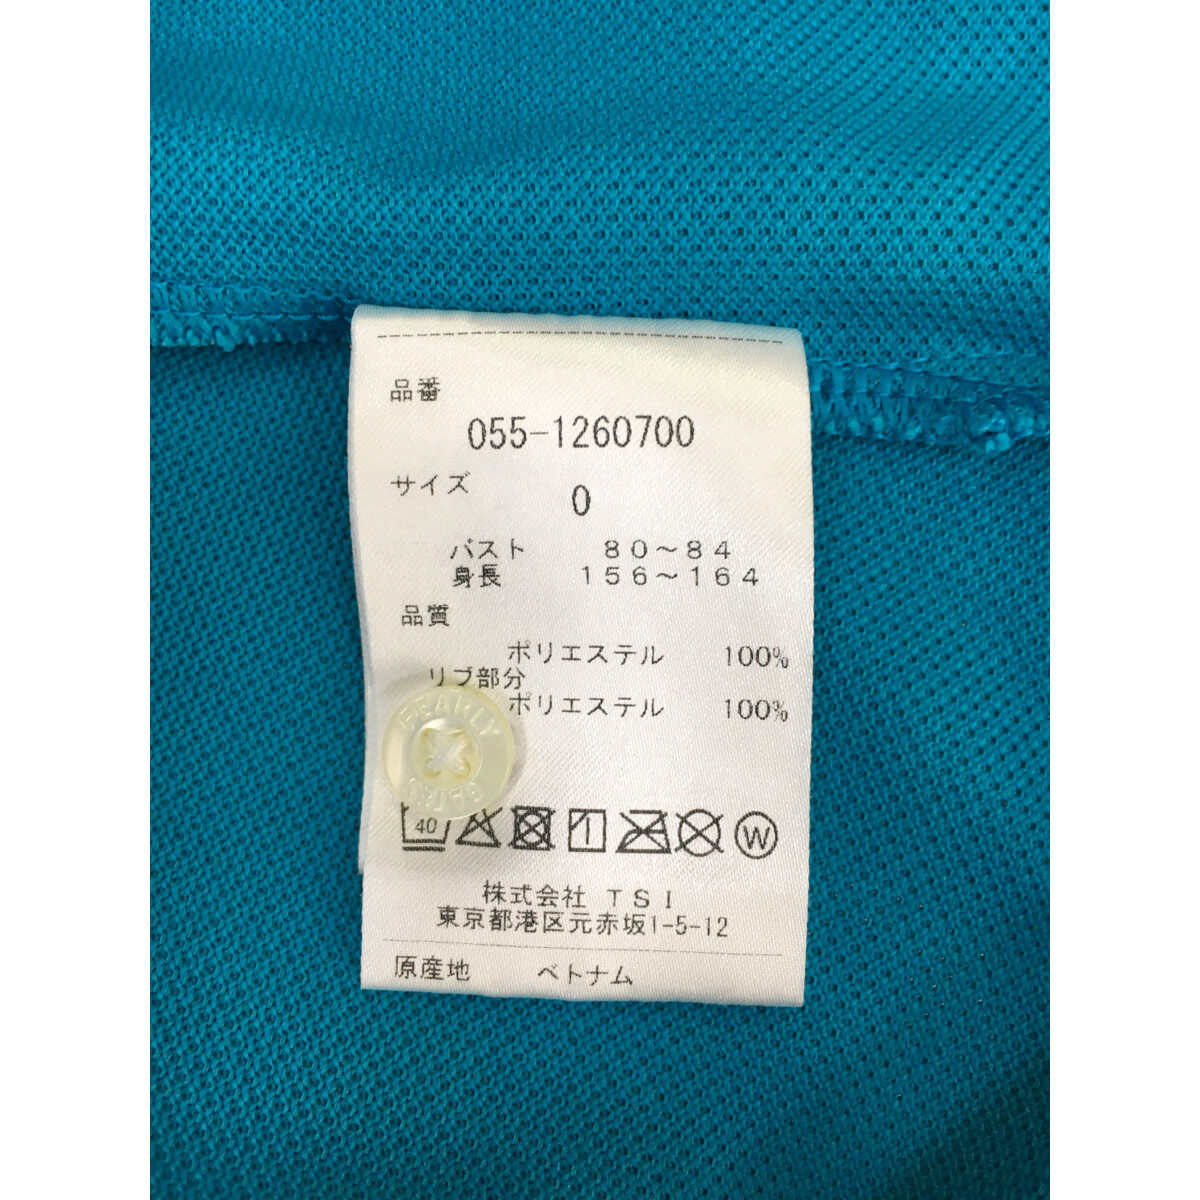 品番
055-1260700
サイズ 0
バスト 80～84
身長 156～164
品質
ポリエステル 100%
リブ部分
ポリエステル 100%
PEARLY
GATES
40
W
株式会社 TSI
東京都港区元赤坂1-5-12
原産地 ベトナム